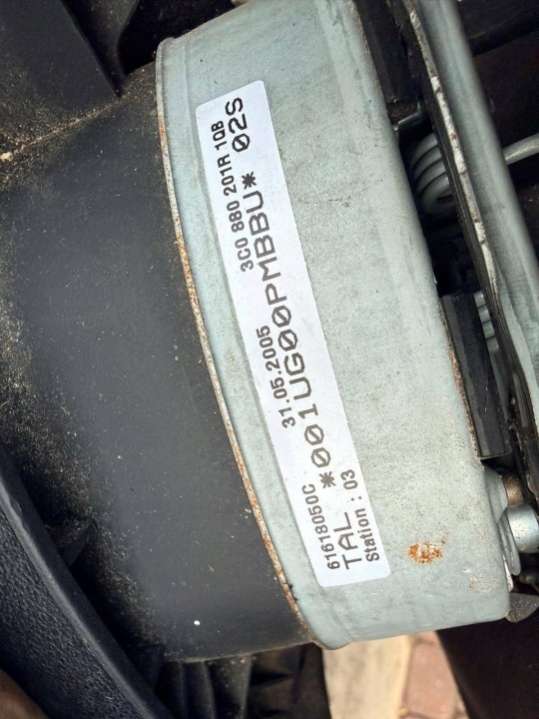 61618050C 31.05.2005 3C0 880 201R 1QB
TAL *001UG00PMBBU* 02S
Station : 03